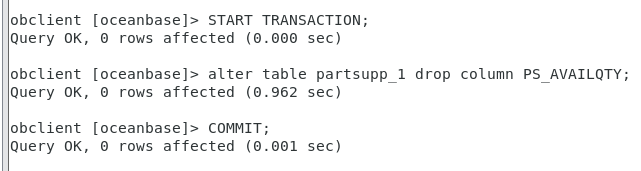 obclient [oceanbase]> START TRANSACTION;
Query OK, 0 rows affected (0.000 sec)
obclient [oceanbase]> alter table partsupp_1 drop column PS_AVAILQTY;
Query OK, 0 rows affected (0.962 sec)
obclient [oceanbase]> COMMIT;
Query OK, 0 rows affected (0.001 sec)